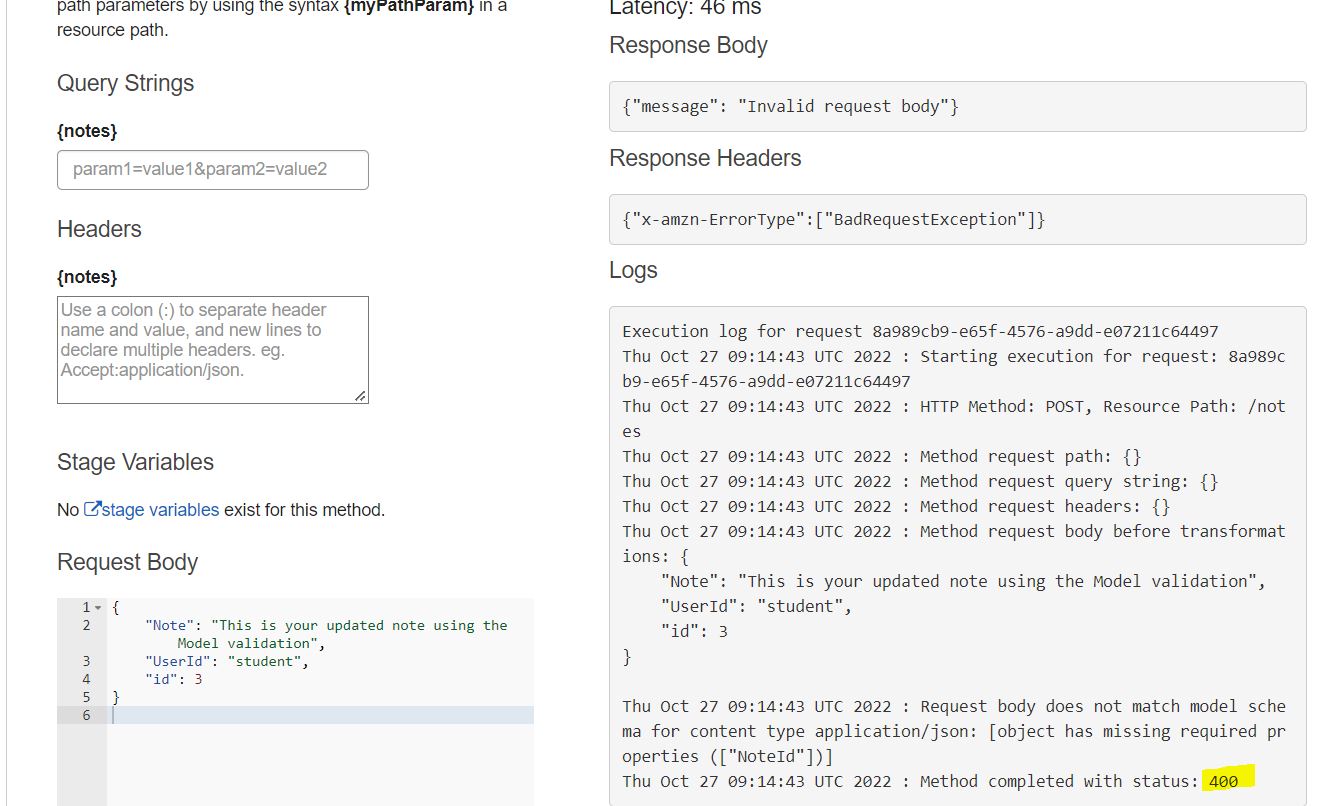 path parameters by using the syntax {myPathParam} in a
resource path.
Query Strings
{notes}
param1=value1&param2=value2
Headers
{notes}
Use a colon (:) to separate header
name and value, and new lines to
declare multiple headers. eg.
Accept:application/json.
Stage Variables
No stage variables exist for this method.
Request Body
1 {
2 "Note": "This is your updated note using the
Model validation",
3 "UserId": "student",
4 "id": 3
5 }
6
Latency: 46 ms
Response Body
{"message": "Invalid request body"}
Response Headers
{"x-amzn-ErrorType":["BadRequestException"]}
Logs
Execution log for request 8a989cb9-e65f-4576-a9dd-e07211c64497
Thu Oct 27 09:14:43 UTC 2022 : Starting execution for request: 8a989c
b9-e65f-4576-a9dd-e07211c64497
Thu Oct 27 09:14:43 UTC 2022 : HTTP Method: POST, Resource Path: /not
es
Thu Oct 27 09:14:43 UTC 2022 : Method request path: {}
Thu Oct 27 09:14:43 UTC 2022 : Method request query string: {}
Thu Oct 27 09:14:43 UTC 2022 : Method request headers: {}
Thu Oct 27 09:14:43 UTC 2022 : Method request body before transformat
ions: {
"Note": "This is your updated note using the Model validation",
"UserId": "student",
"id": 3
}
Thu Oct 27 09:14:43 UTC 2022 : Request body does not match model sche
ma for content type application/json: [object has missing required pr
operties (["NoteId"])]
Thu Oct 27 09:14:43 UTC 2022 : Method completed with status: 400